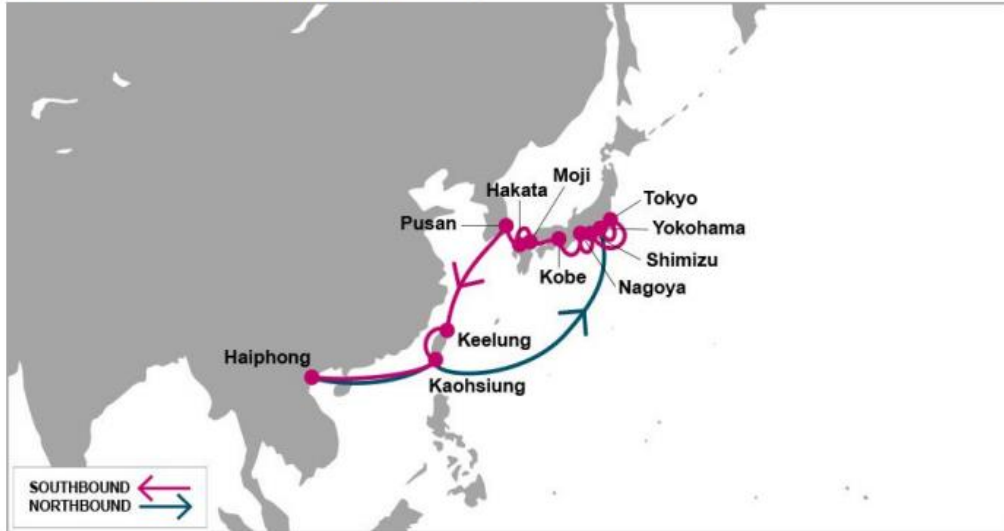 Moji
Hakata
Tokyo
Pusan
Yokohama
Shimizu
Kobe
Nagoya
Keelung
Haiphong
Kaohsiung
SOUTHBOUND
NORTHBOUND